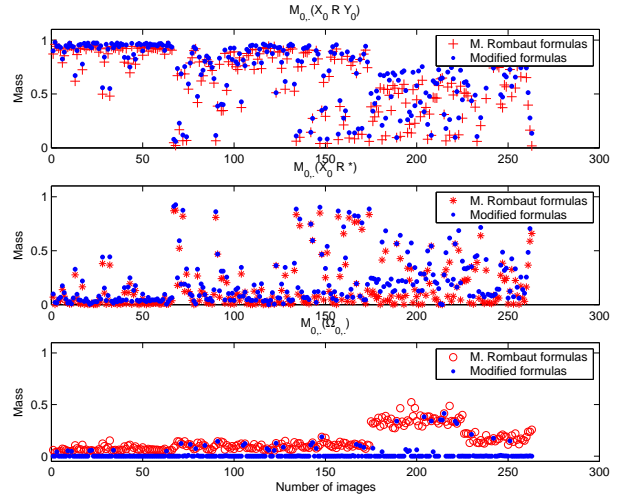 M₀,.(X₀ R Y₀)
1
0.5
0
Mass
+ M. Rombaut formulas
• Modified formulas
0 50 100 150 200 250 300
M₀,.(X₀ R *)
1
0.5
0
Mass
* M. Rombaut formulas
• Modified formulas
0 50 100 150 200 250 300
M₀,.(Ω₀,.)
1
0.5
0
Mass
○ M. Rombaut formulas
• Modified formulas
0 50 100 150 200 250 300
Number of images